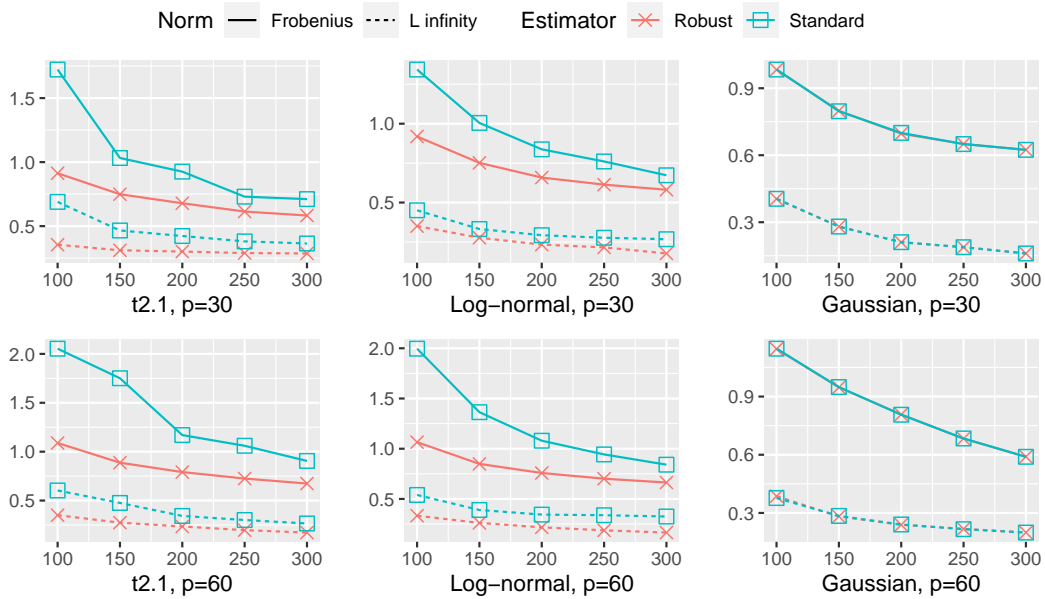 Norm Frobenius L infinity Estimator Robust Standard
1.5
1.0
0.5
100 150 200 250 300
t2.1, p=30
1.0
0.5
100 150 200 250 300
Log−normal, p=30
0.9
0.6
0.3
100 150 200 250 300
Gaussian, p=30
2.0
1.5
1.0
0.5
100 150 200 250 300
t2.1, p=60
2.0
1.5
1.0
0.5
100 150 200 250 300
Log−normal, p=60
0.9
0.6
0.3
100 150 200 250 300
Gaussian, p=60